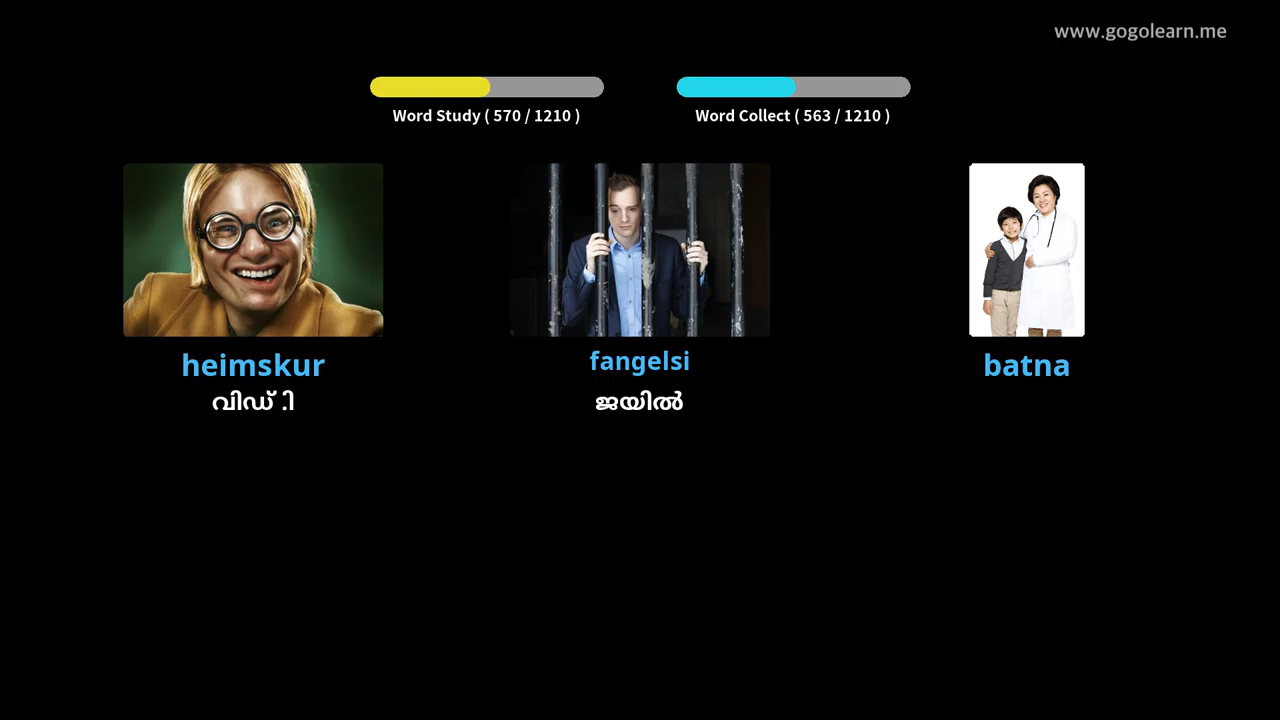 www.gogolearn.me
Word Study ( 570 / 1210 )
Word Collect ( 563 / 1210 )
heimskur
fangelsi
batna
വിഡ് .ി
ജയിൽ